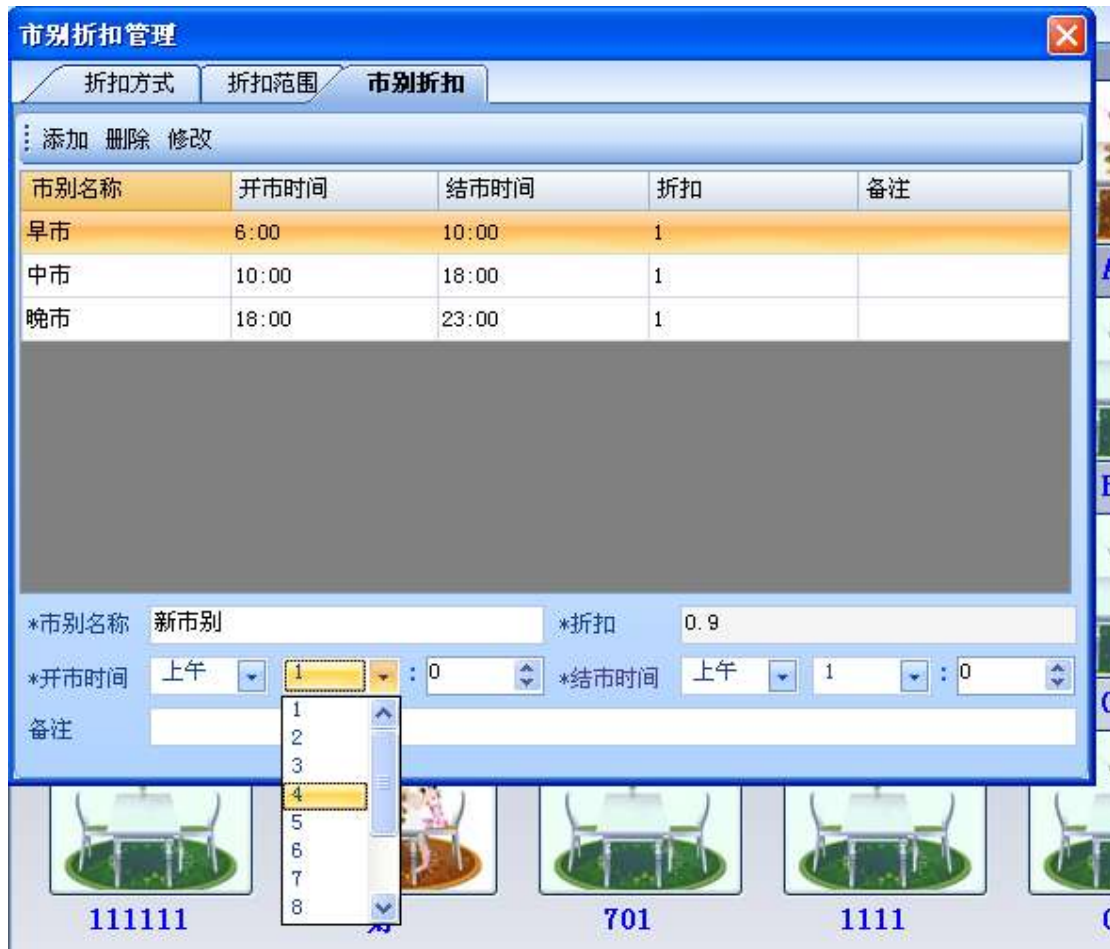 市别折扣管理
折扣方式 折扣范围 市别折扣
添加 删除 修改
市别名称 开市时间 结市时间 折扣 备注
早市 6:00 10:00 1
中市 10:00 18:00 1
晚市 18:00 23:00 1
*市别名称 新市别 *折扣 0.9
*开市时间 上午 1 : 0 *结市时间 上午 1 : 0
备注
1
2
3
4
5
6
7
8
111111 701 1111